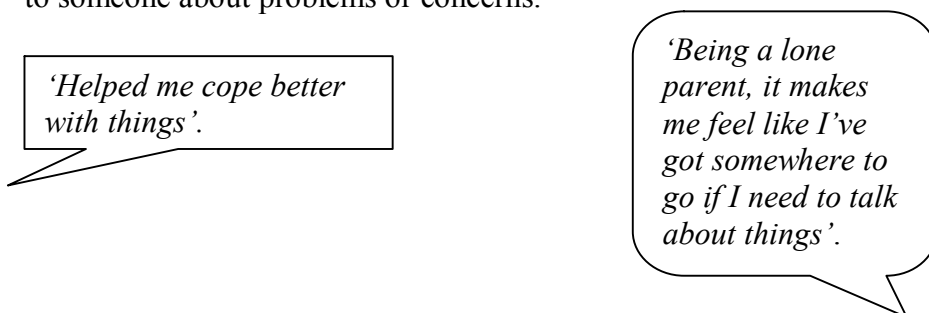 to someone about problems or concerns.
‘Helped me cope better
with things’.
‘Being a lone
parent, it makes
me feel like I’ve
got somewhere to
go if I need to talk
about things’.